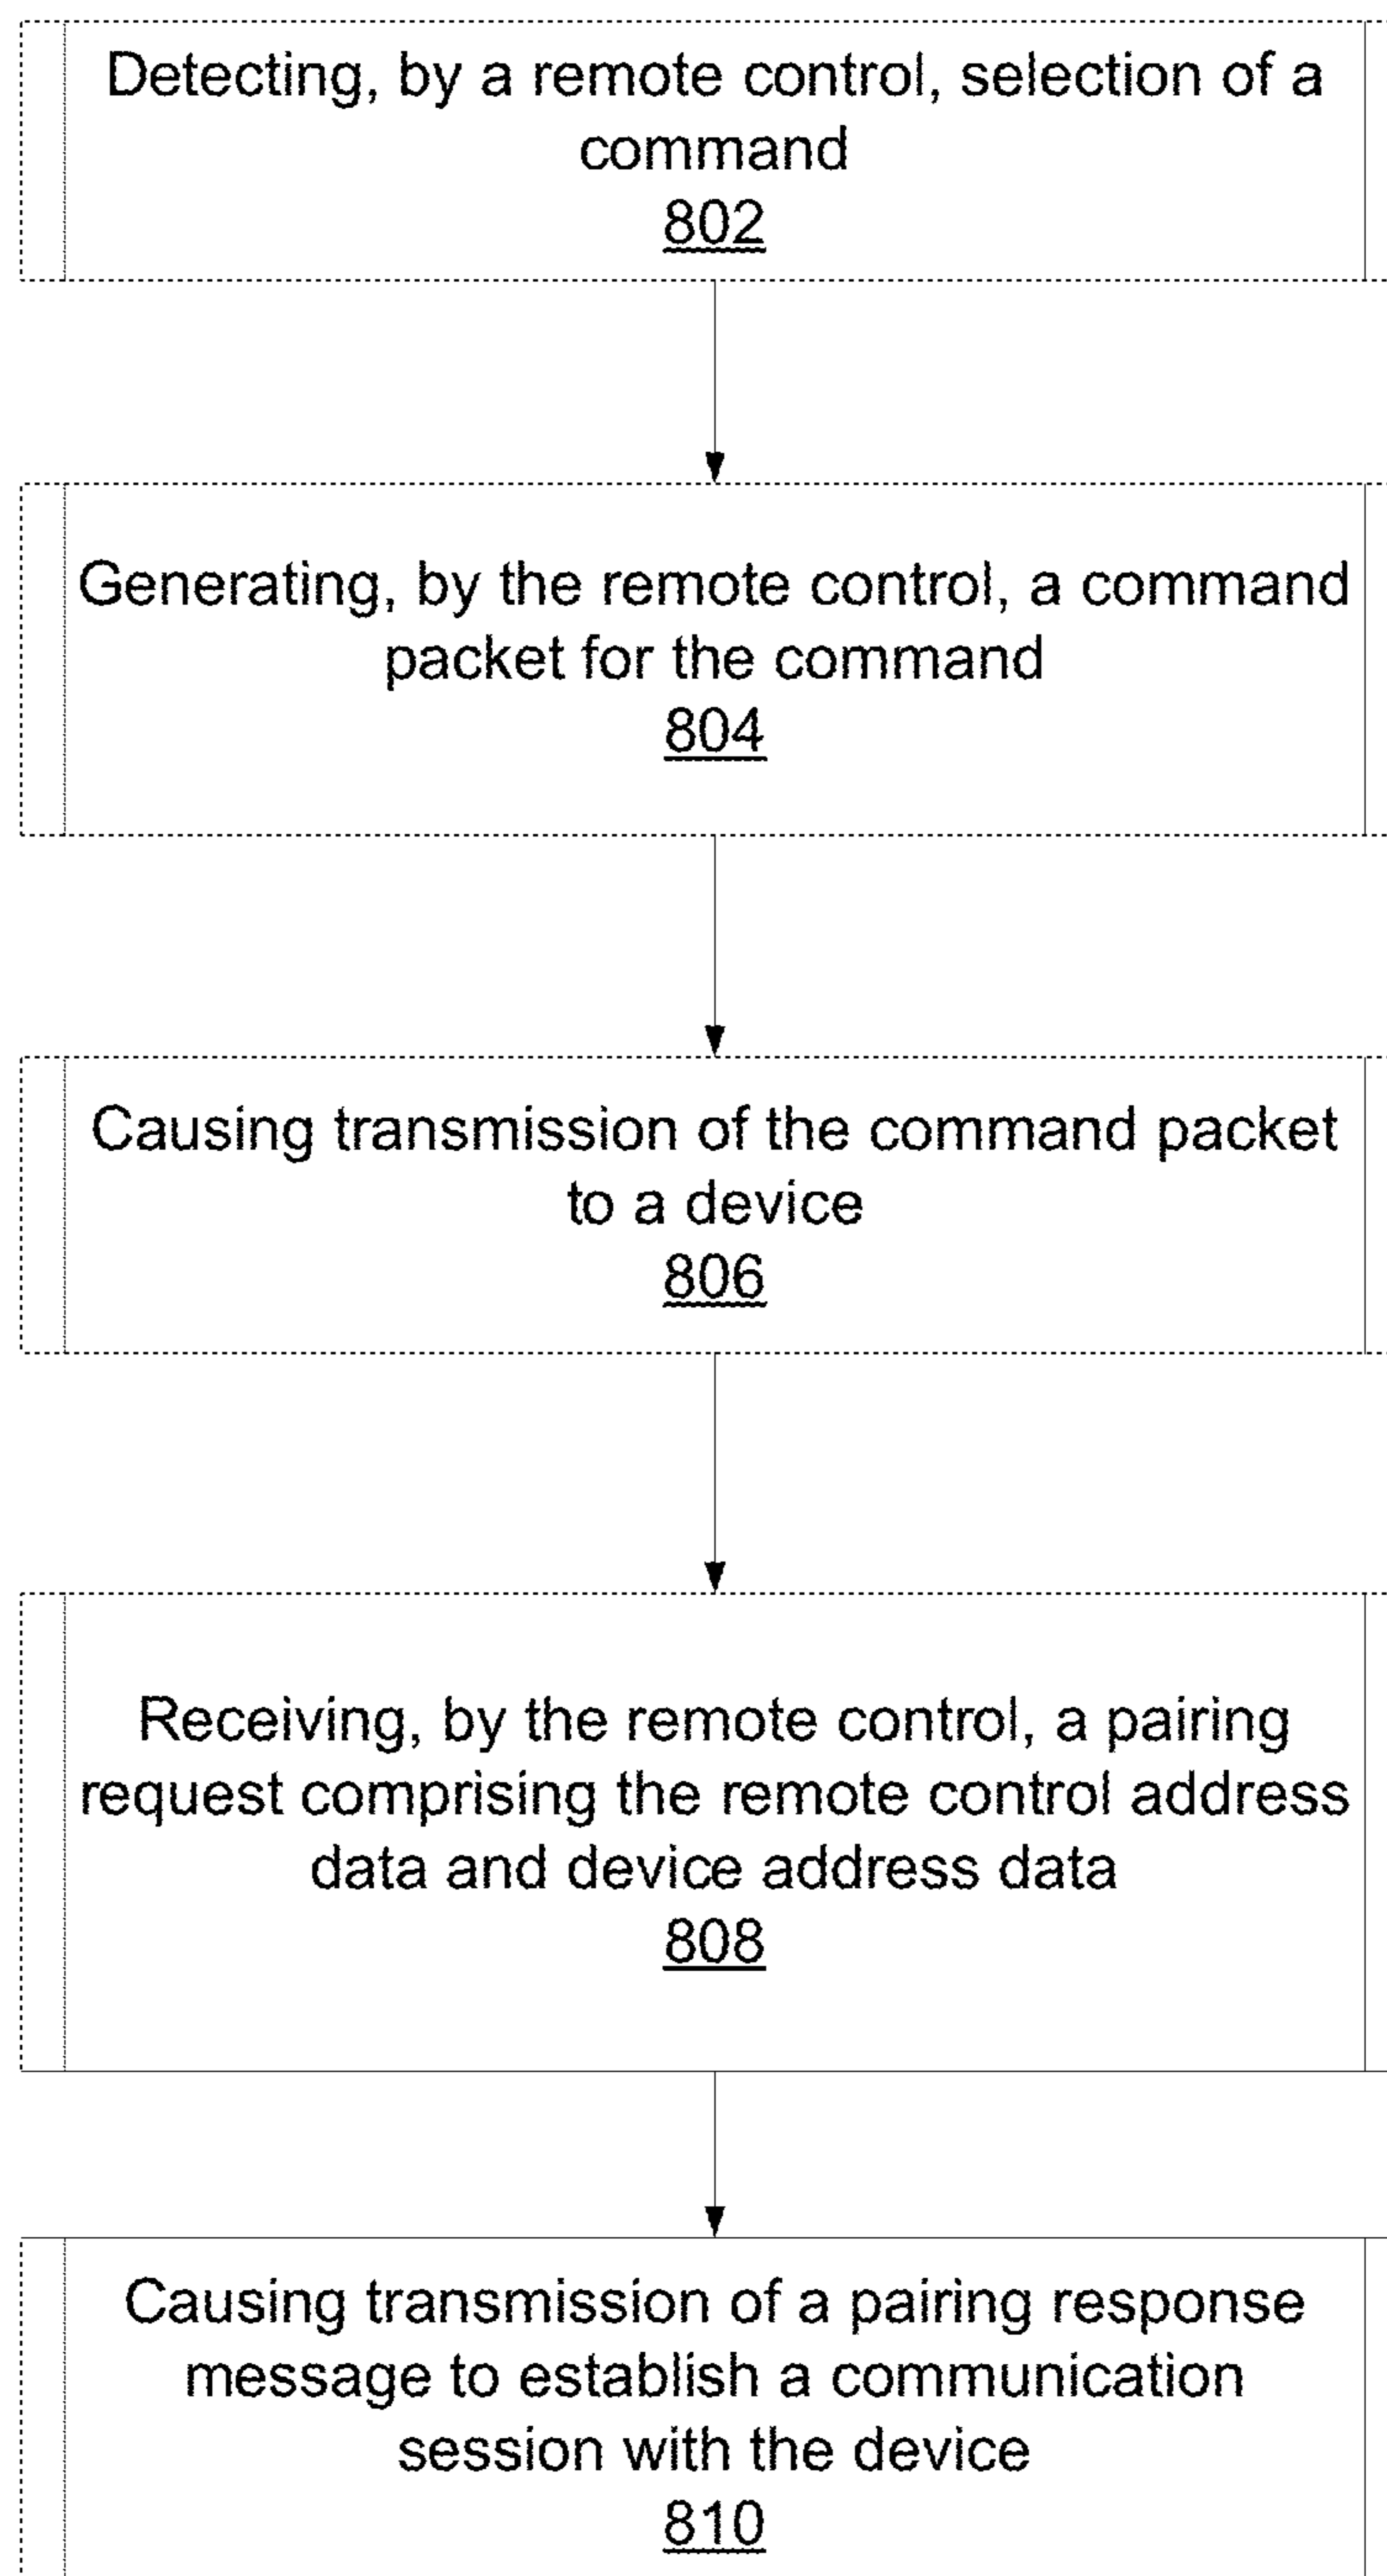 Detecting, by a remote control, selection of a
command
802
Generating, by the remote control, a command
packet for the command
804
Causing transmission of the command packet
to a device
806
Receiving, by the remote control, a pairing
request comprising the remote control address
data and device address data
808
Causing transmission of a pairing response
message to establish a communication
session with the device
810